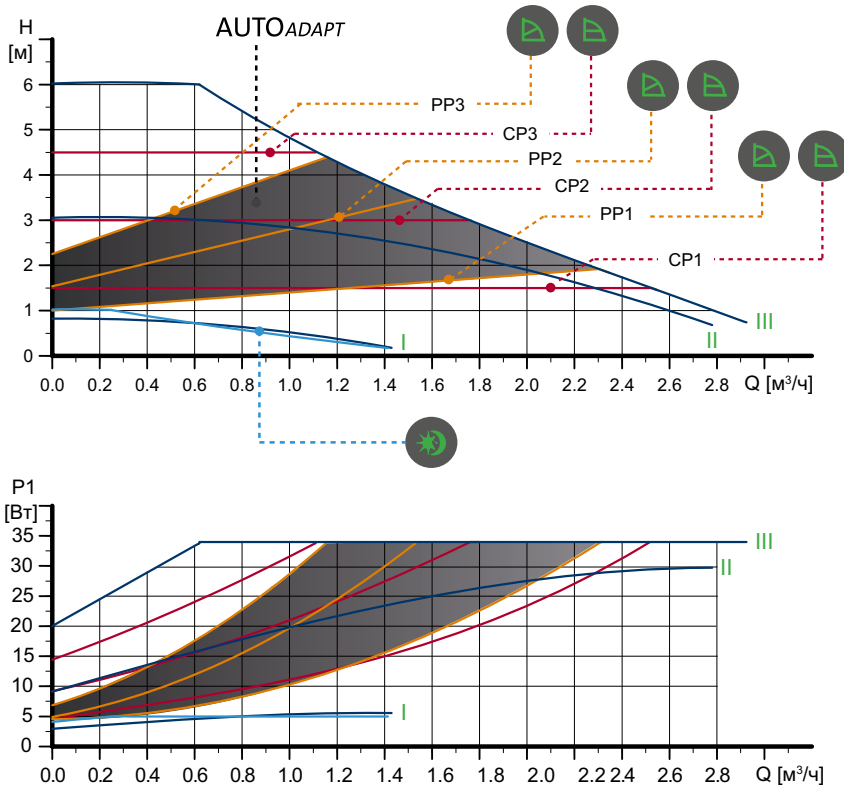 H
[м]
AUTOADAPT
6
5
4
3
2
1
0
PP3
CP3
PP2
CP2
PP1
CP1
I
II
III
0.0 0.2 0.4 0.6 0.8 1.0 1.2 1.4 1.6 1.8 2.0 2.2 2.4 2.6 2.8 Q [м³/ч]
P1
[Вт]
35
30
25
20
15
10
5
0
III
II
I
0.0 0.2 0.4 0.6 0.8 1.0 1.2 1.4 1.6 1.8 2.0 2.2 2.4 2.6 2.8 Q [м³/ч]